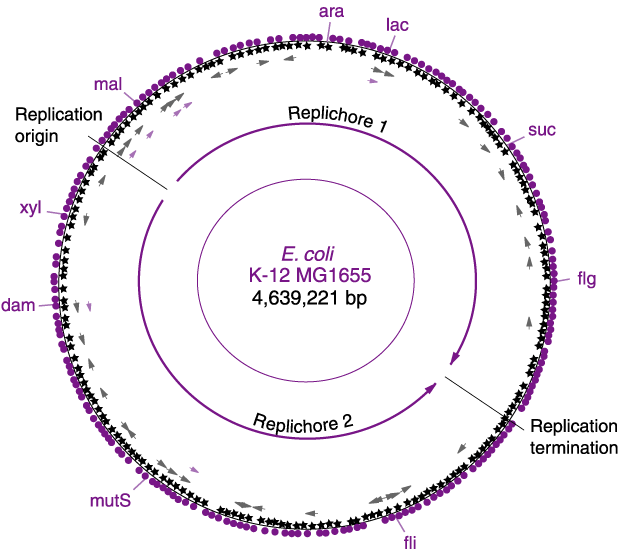 ara
lac
mal
Replication
origin
Replichore 1
suc
xyl
E. coli
K-12 MG1655
4,639,221 bp
flg
dam
Replichore 2
Replication
termination
mutS
fli